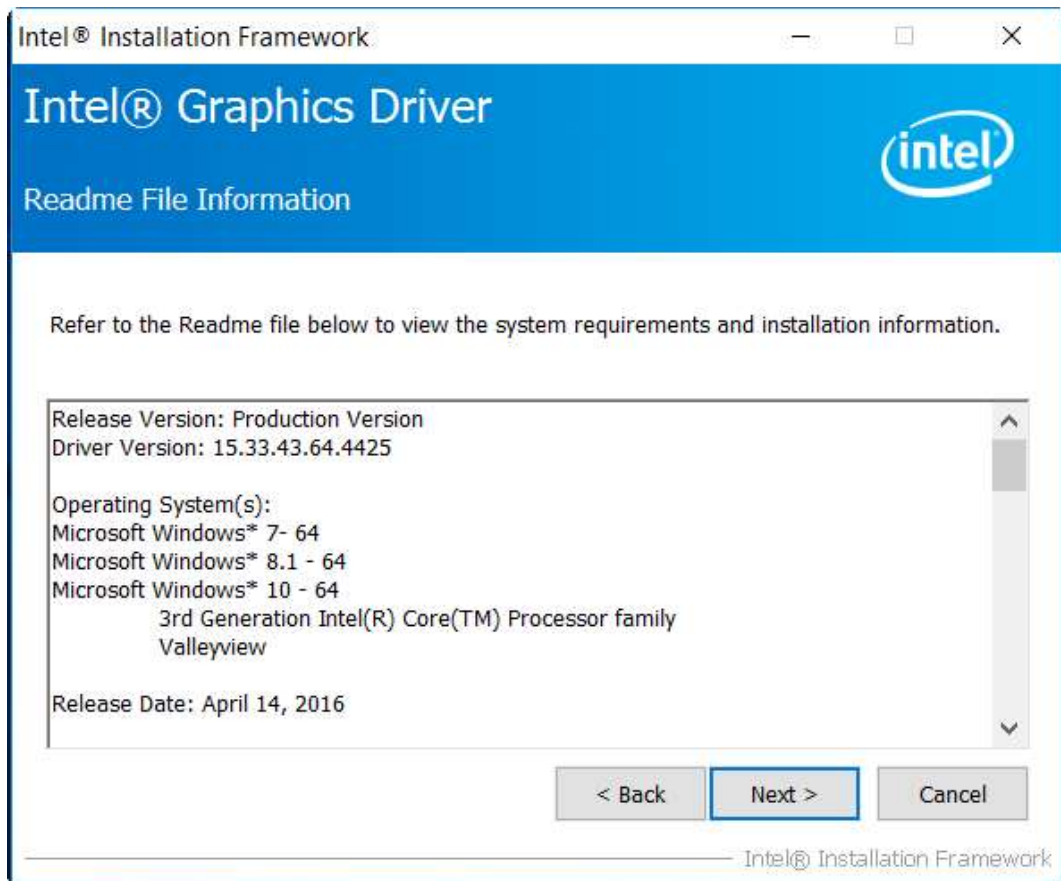 Intel® Installation Framework
Intel® Graphics Driver
intel
Readme File Information
Refer to the Readme file below to view the system requirements and installation information.
Release Version: Production Version
Driver Version: 15.33.43.64.4425
Operating System(s):
Microsoft Windows* 7- 64
Microsoft Windows* 8.1 - 64
Microsoft Windows* 10 - 64
3rd Generation Intel(R) Core(TM) Processor family
Valleyview
Release Date: April 14, 2016
< Back Next > Cancel
Intel® Installation Framework